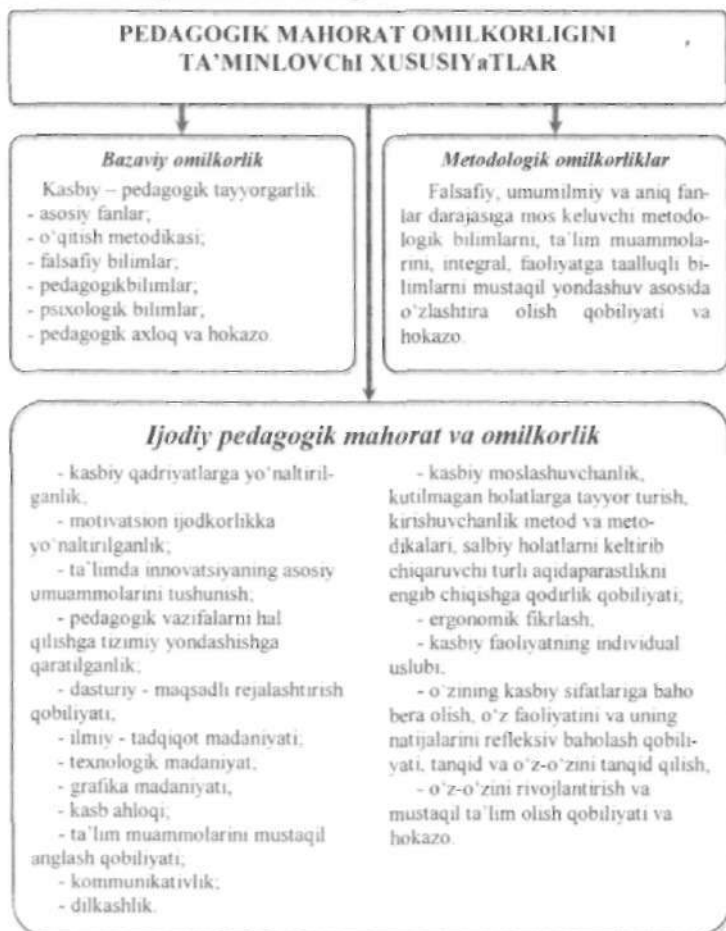 PEDAGOGIK MAHORAT OMILKORLIGINI
TA’MINLOVChI XUSUSIYaTLAR
Bazaviy omilkorlik
Kasbiy – pedagogik tayyorgarlik.
- asosiy fanlar;
- o‘qitish metodikasi;
- falsafiy bilimlar;
- pedagogikbilimlar;
- psixologik bilimlar;
- pedagogik axloq va hokazo.
Metodologik omilkorliklar
Falsafiy, umumilmiy va aniq fan-
lar darajasiga mos keluvchi metodo-
logik bilimlarni, ta`lim muammola-
rini, integral, faoliyatga taalluqli bi-
limlarni mustaqil yondashuv asosida
o‘zlashtira olish qobiliyati va
hokazo.
Ijodiy pedagogik mahorat va omilkorlik
- kasbiy qadriyatlarga yo‘naltiril-
ganlik;
- motivatsion ijodkorlikka
yo‘naltirilganlik;
- ta`limda innovatsiyaning asosiy
umuammolarini tushunish;
- pedagogik vazifalarni hal
qilishga tizimiy yondashishga
qaratilganlik;
- dasturiy - maqsadli rejalashtirish
qobiliyati,
- ilmiy - tadqiqot madaniyati;
- texnologik madaniyat,
- grafika madaniyati,
- kasb ahloqi;
- ta`lim muammolarini mustaqil
anglash qobiliyati;
- kommunikativlik;
- dilkashlik.
- kasbiy moslashuvchanlik,
kutilmagan holatlarga tayyor turish,
kirishuvchanlik metod va meto-
dikalari, salbiy holatlarni keltirib
chiqaruvchi turli aqidaparastlikni
engib chiqishga qodirlik qobiliyati;
- ergonomik fikrlash,
- kasbiy faoliyatning individual
uslubi,
- o‘zining kasbiy sifatlariga baho
bera olish, o‘z faoliyatini va uning
natijalarini refleksiv baholash qobili-
yati, tanqid va o‘z-o‘zini tanqid qilish,
- o‘z-o‘zini rivojlantirish va
mustaqil ta`lim olish qobiliyati va
hokazo.